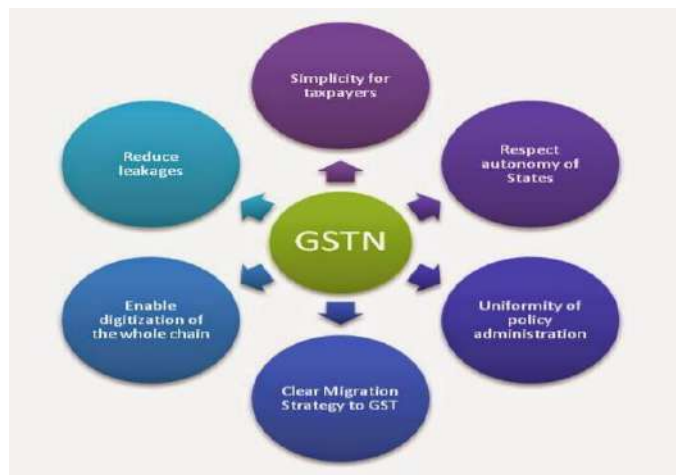 Simplicity for
taxpayers
Respect
autonomy of
States
Uniformity of
policy
administration
Clear Migration
Strategy to GST
Enable
digitization of
the whole chain
Reduce
leakages
GSTN